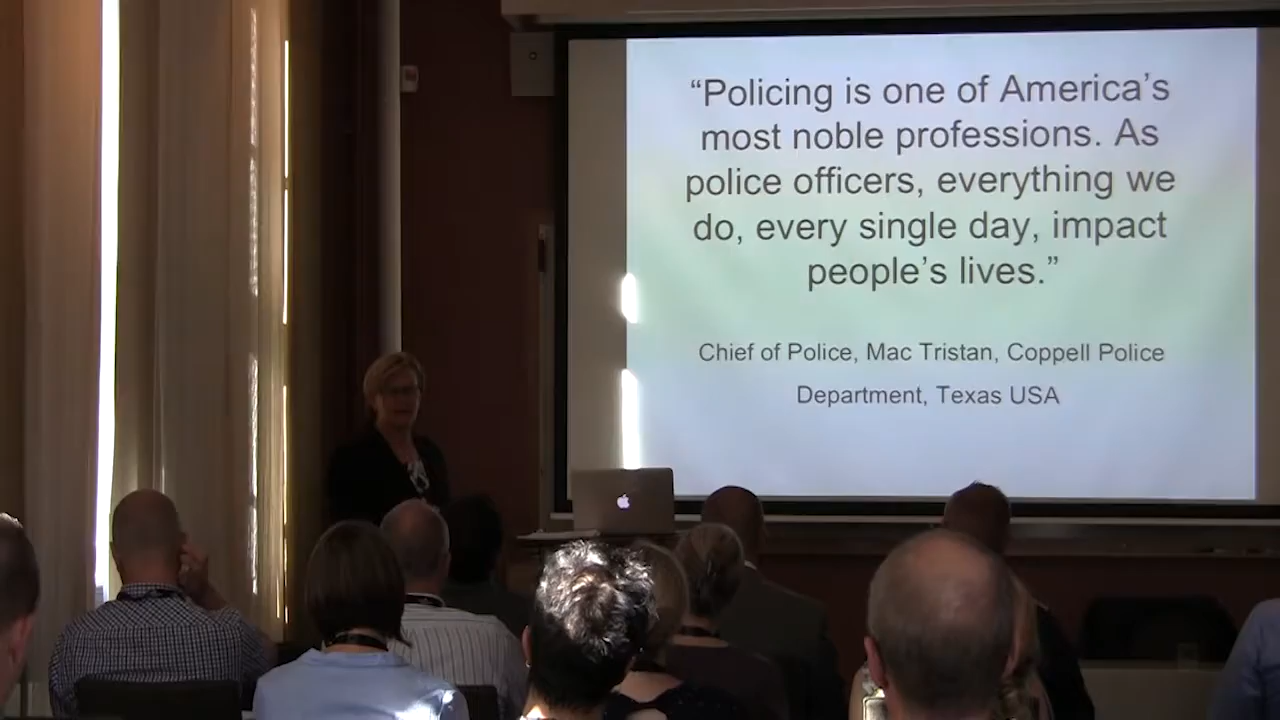 “Policing is one of America’s
most noble professions. As
police officers, everything we
do, every single day, impact
people’s lives.”
Chief of Police, Mac Tristan, Coppell Police
Department, Texas USA